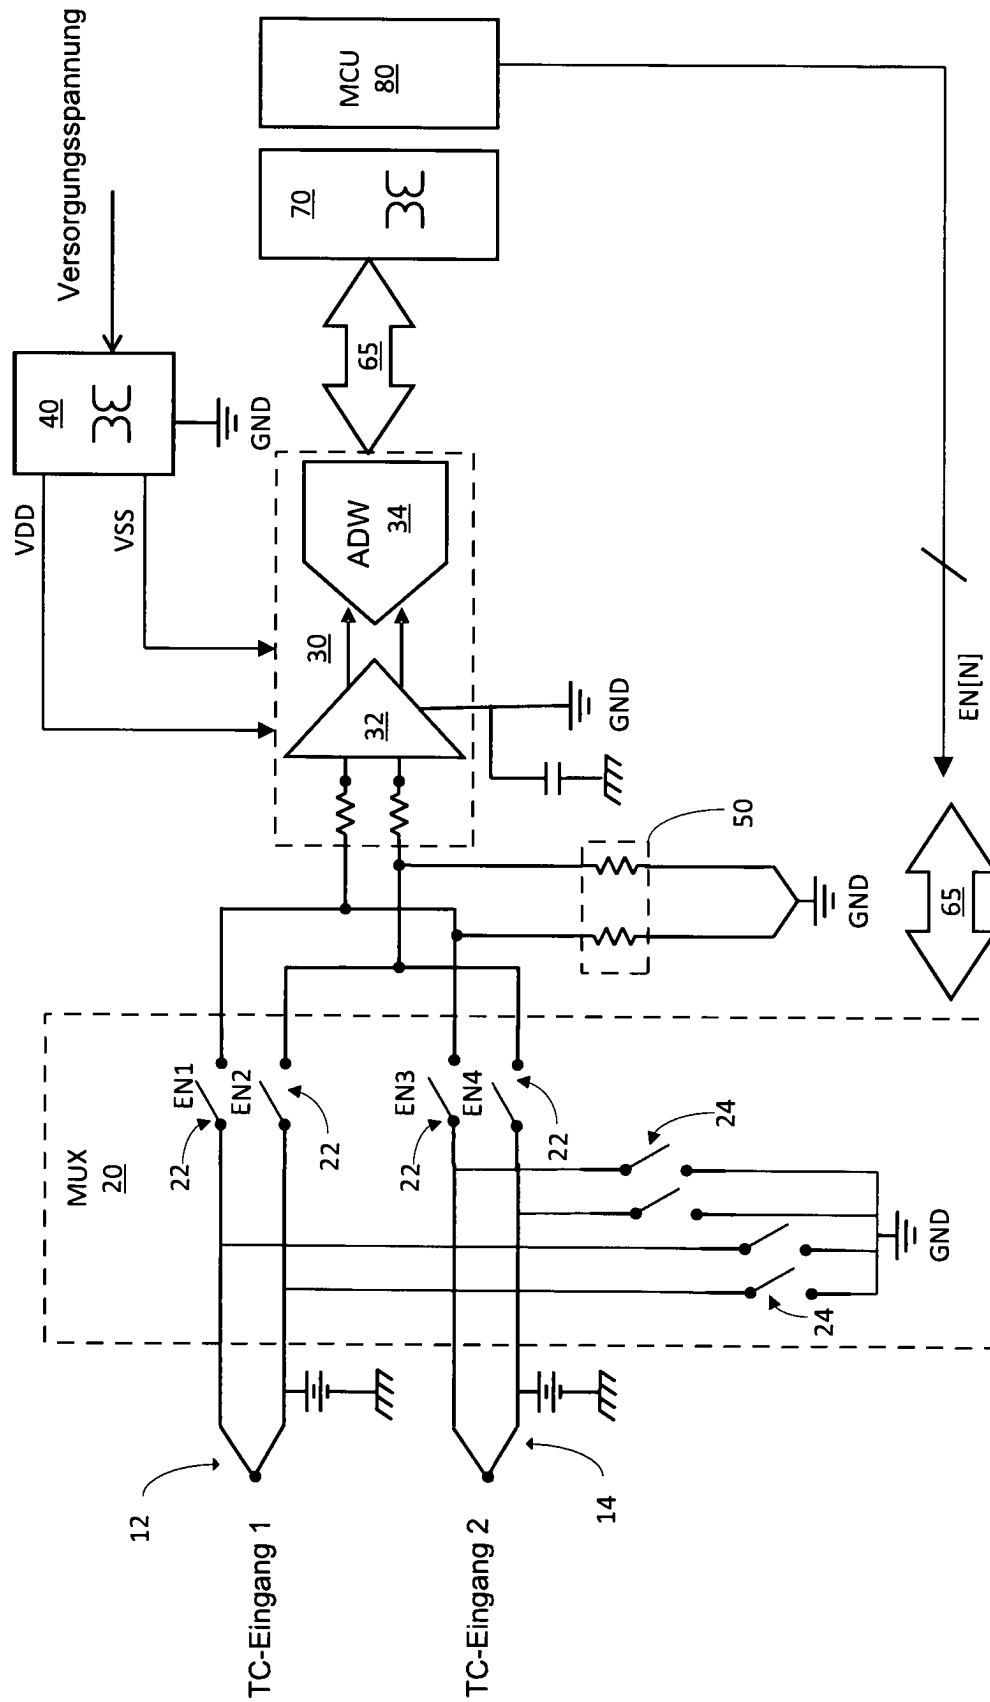 TC-Eingang 1
TC-Eingang 2
12
14
MUX
20
22
EN1
EN2
22
22
EN3
EN4
22
24
24
GND
50
GND
65
EN[N]
GND
30
32
ADW
34
VDD
VSS
40
GND
Versorgungsspannung
65
70
MCU
80